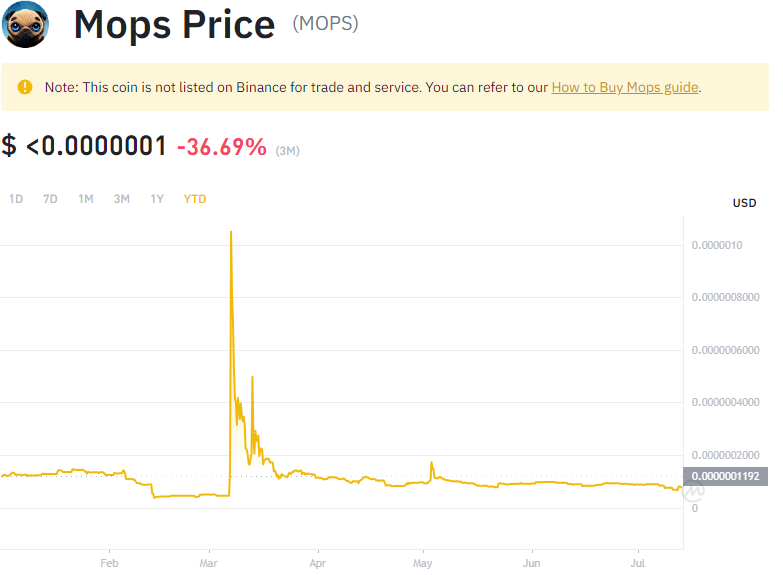 Mops Price (MOPS)
Note: This coin is not listed on Binance for trade and service. You can refer to our How to Buy Mops guide.
$ <0.0000001 -36.69% (3M)
1D 7D 1M 3M 1Y YTD
USD
0.0000010
0.0000008000
0.0000006000
0.0000004000
0.0000002000
0.0000001192
0
Feb Mar Apr May Jun Jul